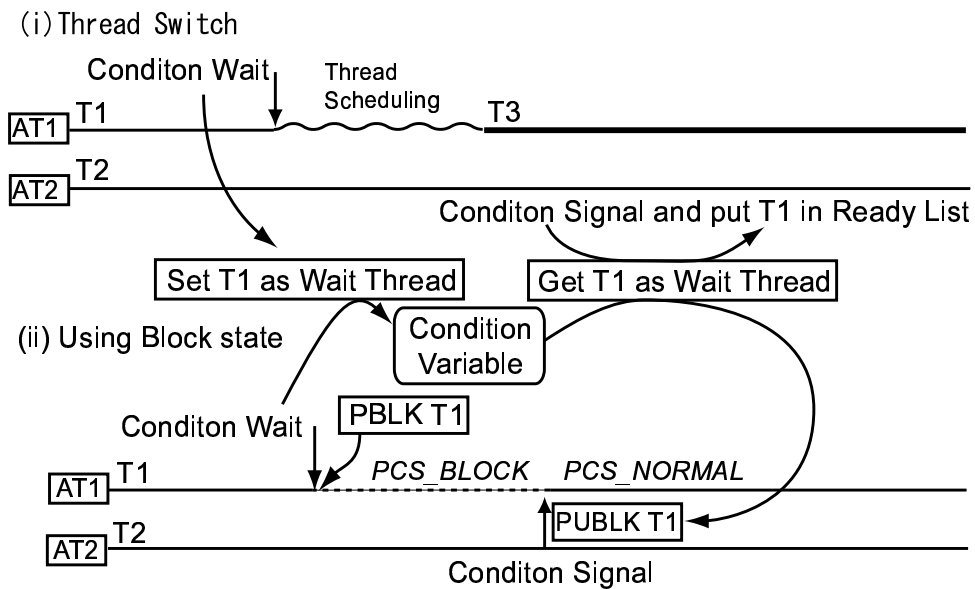 (i) Thread Switch
Conditon Wait
Thread
Scheduling
AT1
T1
T3
AT2
T2
Conditon Signal and put T1 in Ready List
Set T1 as Wait Thread
Get T1 as Wait Thread
(ii) Using Block state
Condition
Variable
Conditon Wait
PBLK T1
AT1
T1
PCS_BLOCK
PCS_NORMAL
PUBLK T1
AT2
T2
Conditon Signal